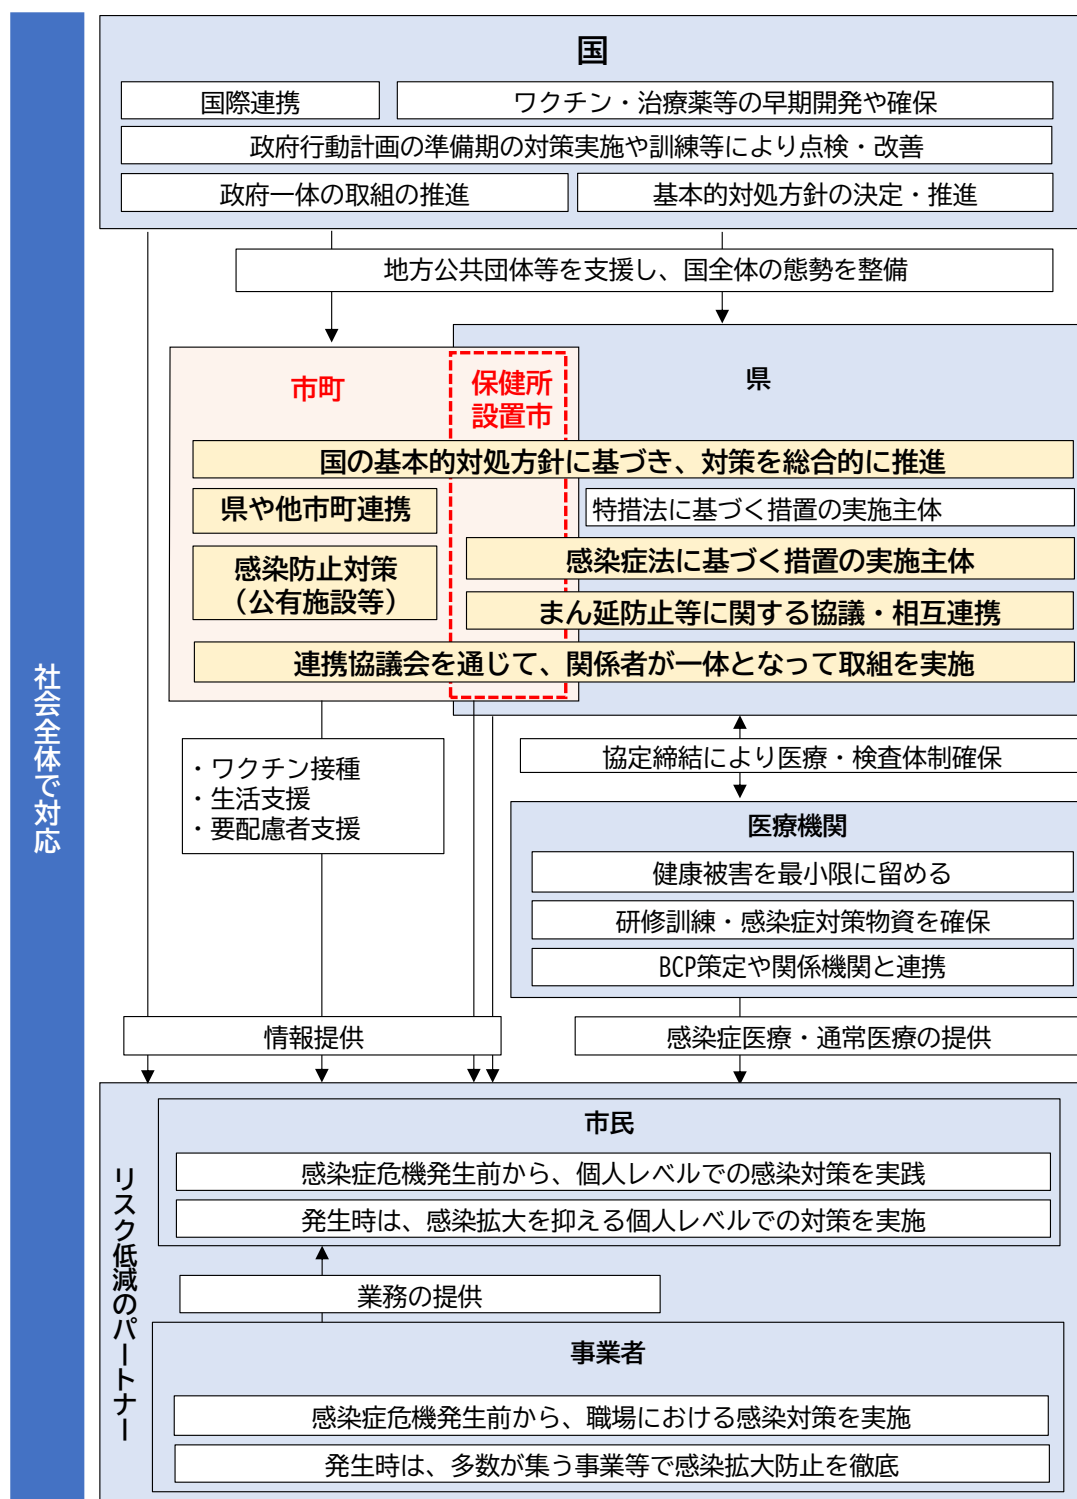 社会全体で対応
国
国際連携
ワクチン・治療薬等の早期開発や確保
政府行動計画の準備期の対策実施や訓練等により点検・改善
政府一体の取組の推進
基本的対処方針の決定・推進
地方公共団体等を支援し、国全体の態勢を整備
市町
保健所
設置市
県
国の基本的対処方針に基づき、対策を総合的に推進
県や他市町連携
特措法に基づく措置の実施主体
感染防止対策
（公有施設等）
感染症法に基づく措置の実施主体
まん延防止等に関する協議・相互連携
連携協議会を通じて、関係者が一体となって取組を実施
・ワクチン接種
・生活支援
・要配慮者支援
協定締結により医療・検査体制確保
医療機関
健康被害を最小限に留める
研修訓練・感染症対策物資を確保
BCP策定や関係機関と連携
情報提供
感染症医療・通常医療の提供
リスク低減のパートナー
市民
感染症危機発生前から、個人レベルでの感染対策を実践
発生時は、感染拡大を抑える個人レベルでの対策を実施
業務の提供
事業者
感染症危機発生前から、職場における感染対策を実施
発生時は、多数が集う事業等で感染拡大防止を徹底